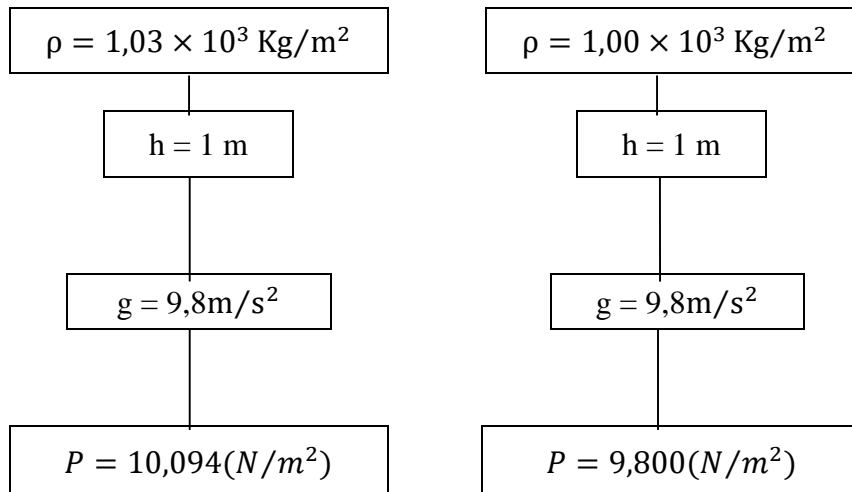 ρ = 1,03 × 10³ Kg/m²
h = 1 m
g = 9,8m/s²
P = 10,094(N/m²)
ρ = 1,00 × 10³ Kg/m²
h = 1 m
g = 9,8m/s²
P = 9,800(N/m²)